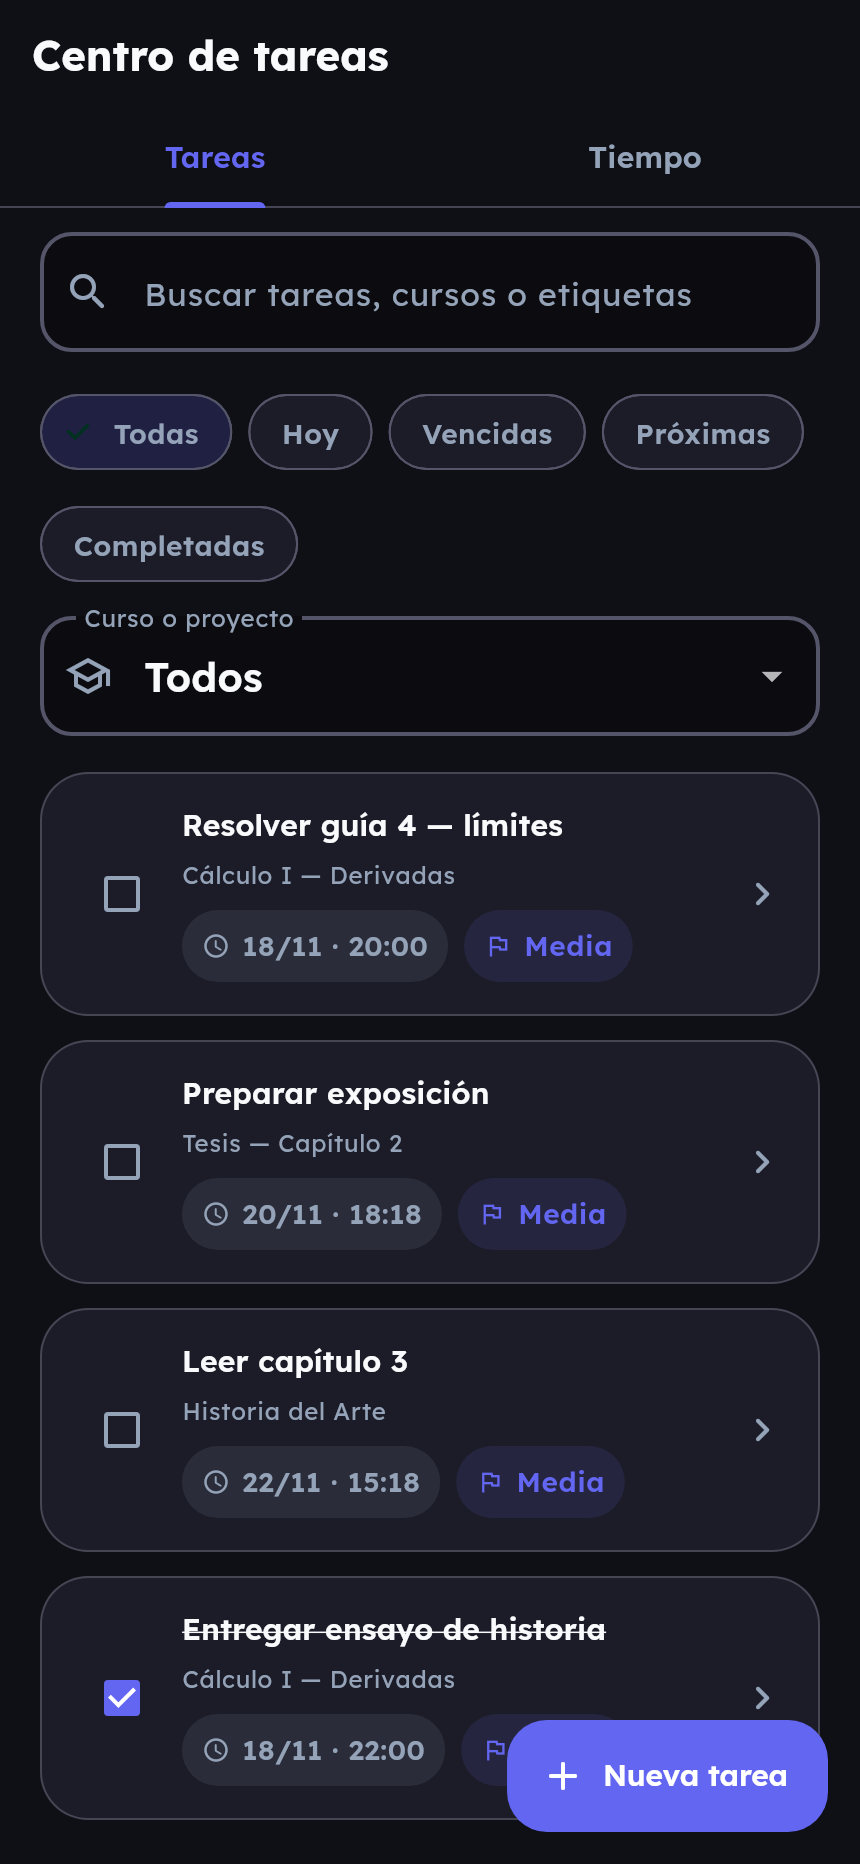 Centro de tareas
Tareas Tiempo
Buscar tareas, cursos o etiquetas
Todas Hoy Vencidas Próximas
Completadas
Curso o proyecto
Todos
Resolver guía 4 — límites
Cálculo I — Derivadas
18/11 · 20:00 Media
Preparar exposición
Tesis — Capítulo 2
20/11 · 18:18 Media
Leer capítulo 3
Historia del Arte
22/11 · 15:18 Media
Entregar ensayo de historia
Cálculo I — Derivadas
18/11 · 22:00
Nueva tarea